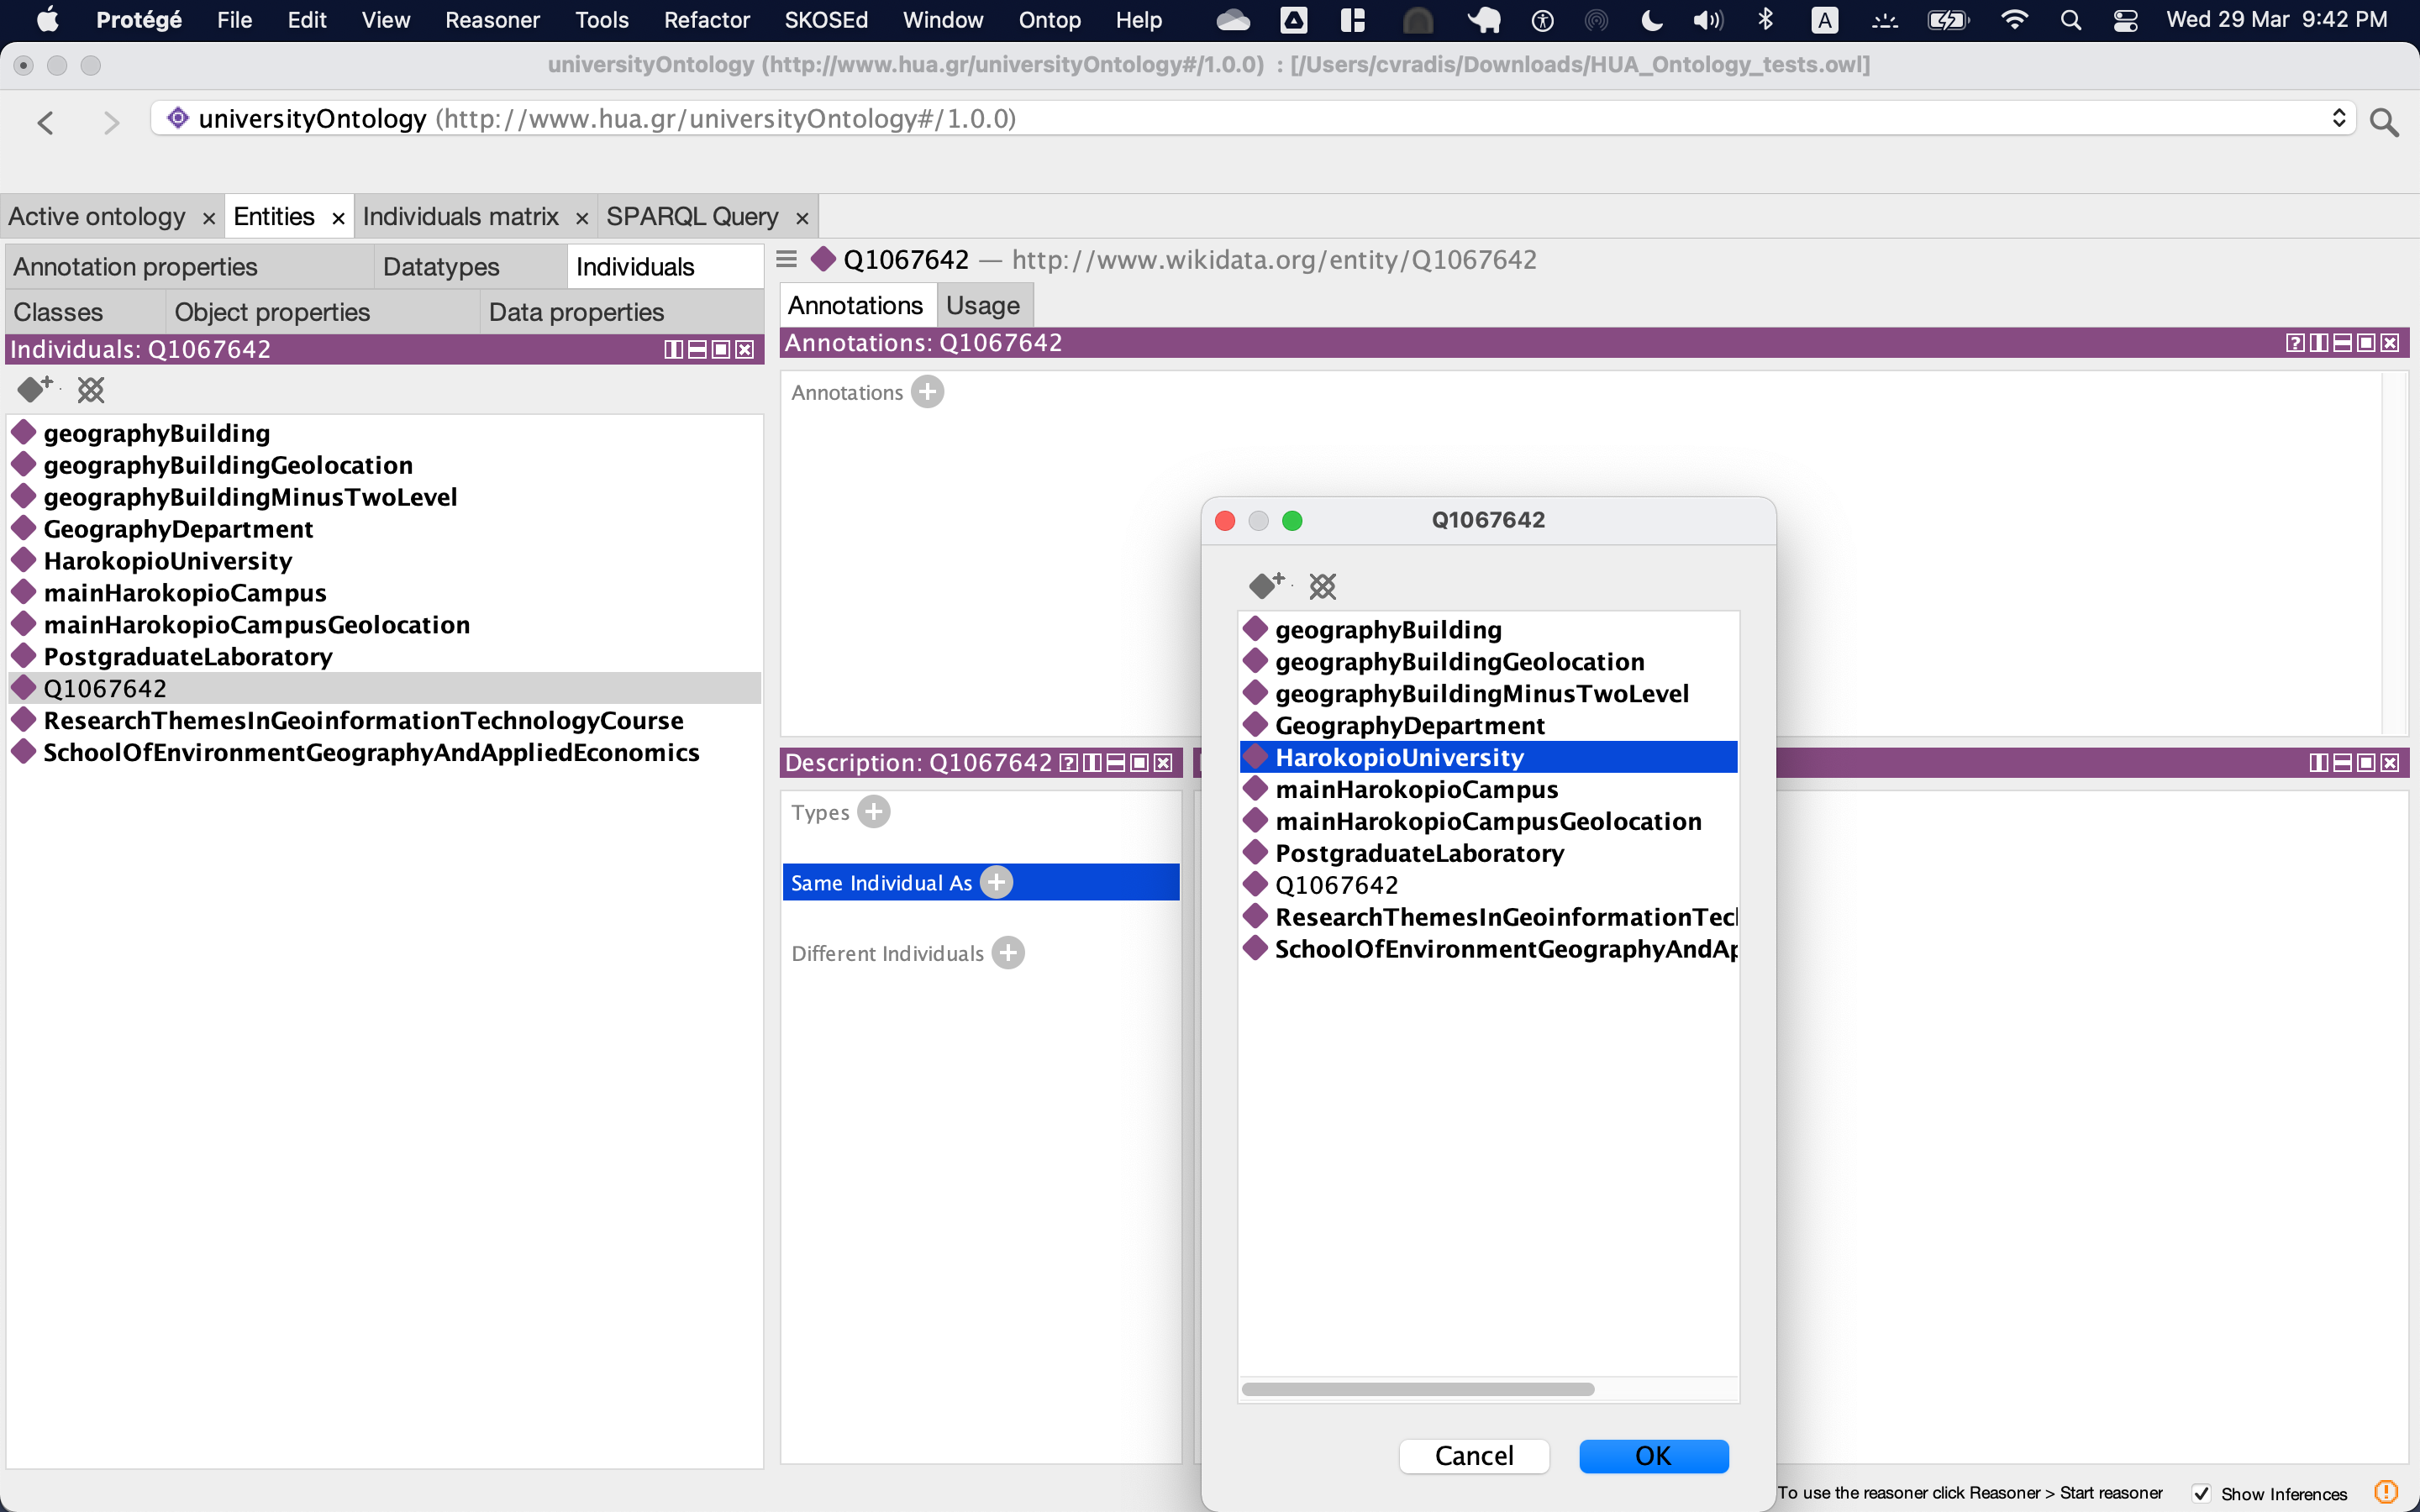 Protégé File Edit View Reasoner Tools Refactor SKOSEd Window Ontop Help A Wed 29 Mar 9:42 PM
universityOntology (http://www.hua.gr/universityOntology#/1.0.0) : [/Users/cvradis/Downloads/HUA_Ontology_tests.owl]
universityOntology (http://www.hua.gr/universityOntology#/1.0.0)
Active ontology × Entities × Individuals matrix × SPARQL Query ×
Annotation properties Datatypes Individuals
Classes Object properties Data properties
Individuals: Q1067642
geographyBuilding
geographyBuildingGeolocation
geographyBuildingMinusTwoLevel
GeographyDepartment
HarokopioUniversity
mainHarokopioCampus
mainHarokopioCampusGeolocation
PostgraduateLaboratory
Q1067642
ResearchThemesInGeoinformationTechnologyCourse
SchoolOfEnvironmentGeographyAndAppliedEconomics
Q1067642 — http://www.wikidata.org/entity/Q1067642
Annotations Usage
Annotations: Q1067642
Annotations
Description: Q1067642
Types
Same Individual As
Different Individuals
Q1067642
geographyBuilding
geographyBuildingGeolocation
geographyBuildingMinusTwoLevel
GeographyDepartment
HarokopioUniversity
mainHarokopioCampus
mainHarokopioCampusGeolocation
PostgraduateLaboratory
Q1067642
ResearchThemesInGeoinformationTecl
SchoolOfEnvironmentGeographyAndAp
Cancel OK
To use the reasoner click Reasoner > Start reasoner Show Inferences